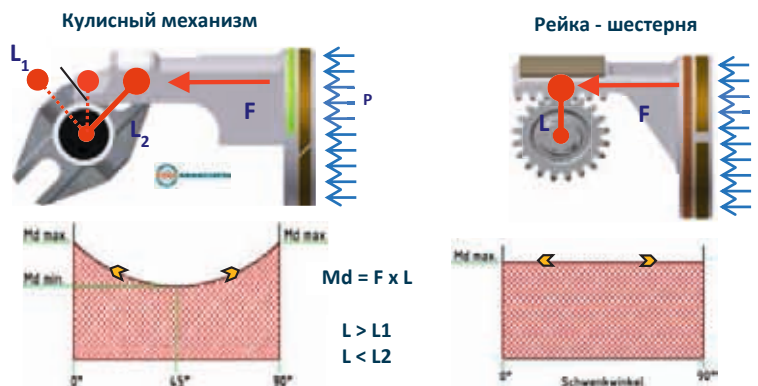 Кулисный механизм
L1
L2
F
P
Рейка - шестерня
L
F
Md max.
Md max.
Md min
0°
45°
90°
Md = F x L
L > L1
L < L2
Md max.
0°
Schwenkwinkel
90°